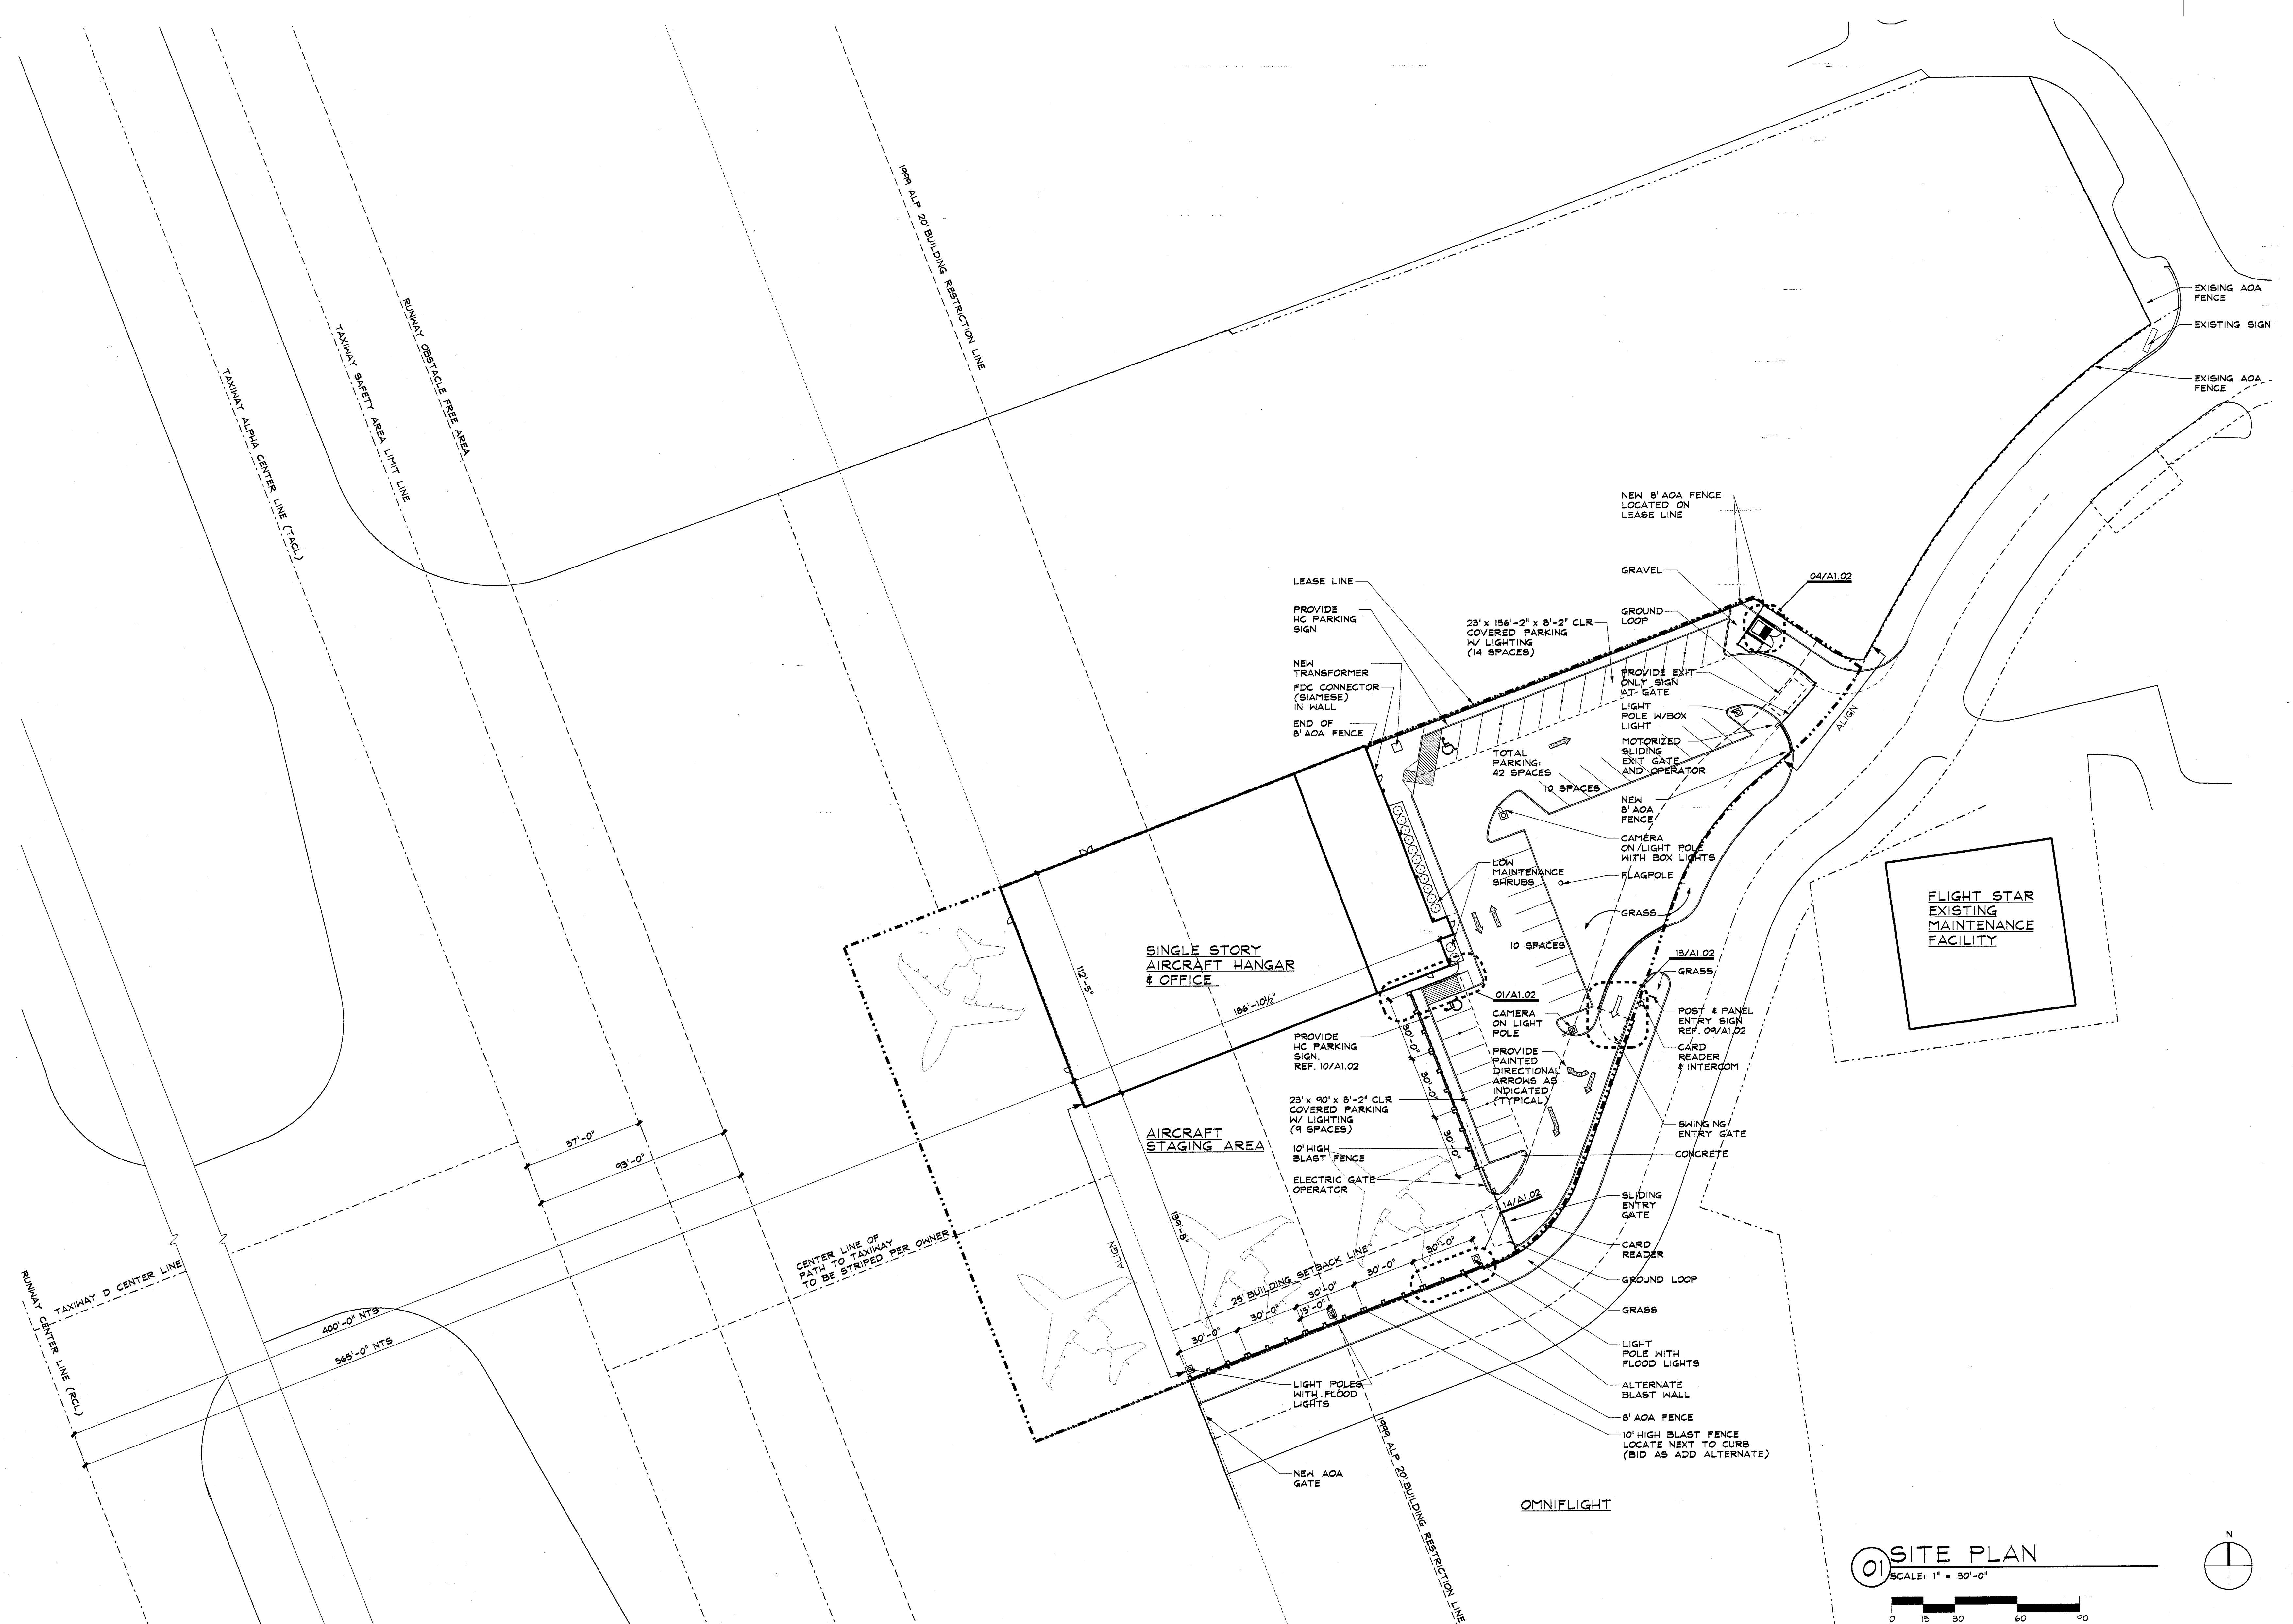 1999 ALP 20' BUILDING RESTRICTION LINE
RUNWAY OBSTACLE FREE AREA
TAXIWAY SAFETY AREA LIMIT LINE
TAXIWAY ALPHA CENTER LINE (TACL)
EXISING AOA
FENCE
EXISTING SIGN
EXISING AOA
FENCE
NEW 8' AOA FENCE
LOCATED ON
LEASE LINE
GRAVEL
04/A1.02
GROUND
LOOP
LEASE LINE
PROVIDE
HC PARKING
SIGN
23' x 156'-2" x 8'-2" CLR
COVERED PARKING
W/ LIGHTING
(14 SPACES)
NEW
TRANSFORMER
FDC CONNECTOR
(SIAMESE)
IN WALL
END OF
8' AOA FENCE
PROVIDE EXIT
ONLY SIGN
AT GATE
LIGHT
POLE W/BOX
LIGHT
MOTORIZED
SLIDING
EXIT GATE
AND OPERATOR
ALIGN
TOTAL
PARKING:
42 SPACES
10 SPACES
NEW
8' AOA
FENCE
CAMERA
ON LIGHT POLE
WITH BOX LIGHTS
LOW
MAINTENANCE
SHRUBS
FLAGPOLE
GRASS
10 SPACES
13/A1.02
GRASS
FLIGHT STAR
EXISTING
MAINTENANCE
FACILITY
SINGLE STORY
AIRCRAFT HANGAR
& OFFICE
112'-5"
186'-10½"
01/A1.02
CAMERA
ON LIGHT
POLE
POST & PANEL
ENTRY SIGN
REF. 09/A1.02
CARD
READER
& INTERCOM
PROVIDE
HC PARKING
SIGN.
REF. 10/A1.02
30'-0"
30'-0"
30'-0"
PROVIDE
PAINTED
DIRECTIONAL
ARROWS AS
INDICATED
(TYPICAL)
23' x 90' x 8'-2" CLR
COVERED PARKING
W/ LIGHTING
(9 SPACES)
SWINGING
ENTRY GATE
AIRCRAFT
STAGING AREA
10' HIGH
BLAST FENCE
CONCRETE
ELECTRIC GATE
OPERATOR
14/A1.02
SLIDING
ENTRY
GATE
57'-0"
93'-0"
139'-8"
ALIGN
CARD
READER
CENTER LINE OF
PATH TO TAXIWAY
TO BE STRIPED PER OWNER
25' BUILDING SETBACK LINE
30'-0"
30'-0"
30'-0"
30'-0"
15'-0"
30'-0"
GROUND LOOP
GRASS
TAXIWAY D CENTER LINE
RUNWAY CENTER LINE (RCL)
400'-0" NTS
565'-0" NTS
LIGHT
POLE WITH
FLOOD LIGHTS
LIGHT POLES
WITH FLOOD
LIGHTS
ALTERNATE
BLAST WALL
8' AOA FENCE
10' HIGH BLAST FENCE
LOCATE NEXT TO CURB
(BID AS ADD ALTERNATE)
NEW AOA
GATE
1999 ALP 20' BUILDING RESTRICTION LINE
OMNIFLIGHT
01
SITE PLAN
SCALE: 1" = 30'-0"
0 15 30 60 90
N